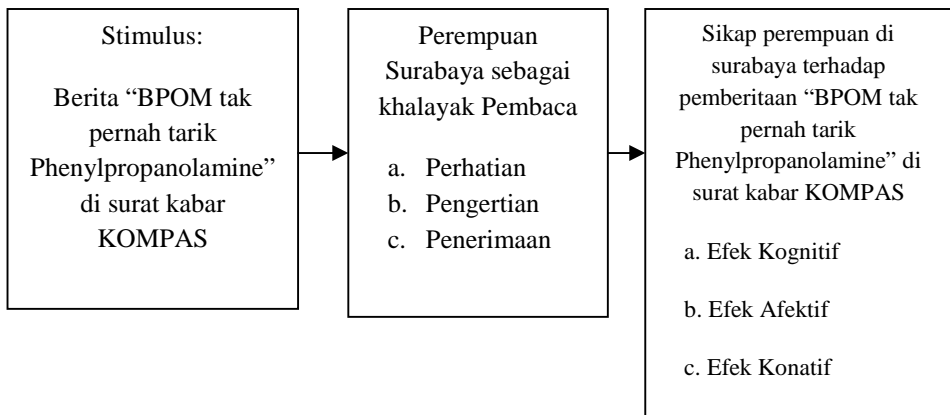 Stimulus:
Berita “BPOM tak
pernah tarik
Phenylpropanolamine”
di surat kabar
KOMPAS
Perempuan
Surabaya sebagai
khalayak Pembaca
a. Perhatian
b. Pengertian
c. Penerimaan
Sikap perempuan di
surabaya terhadap
pemberitaan “BPOM tak
pernah tarik
Phenylpropanolamine” di
surat kabar KOMPAS
a. Efek Kognitif
b. Efek Afektif
c. Efek Konatif